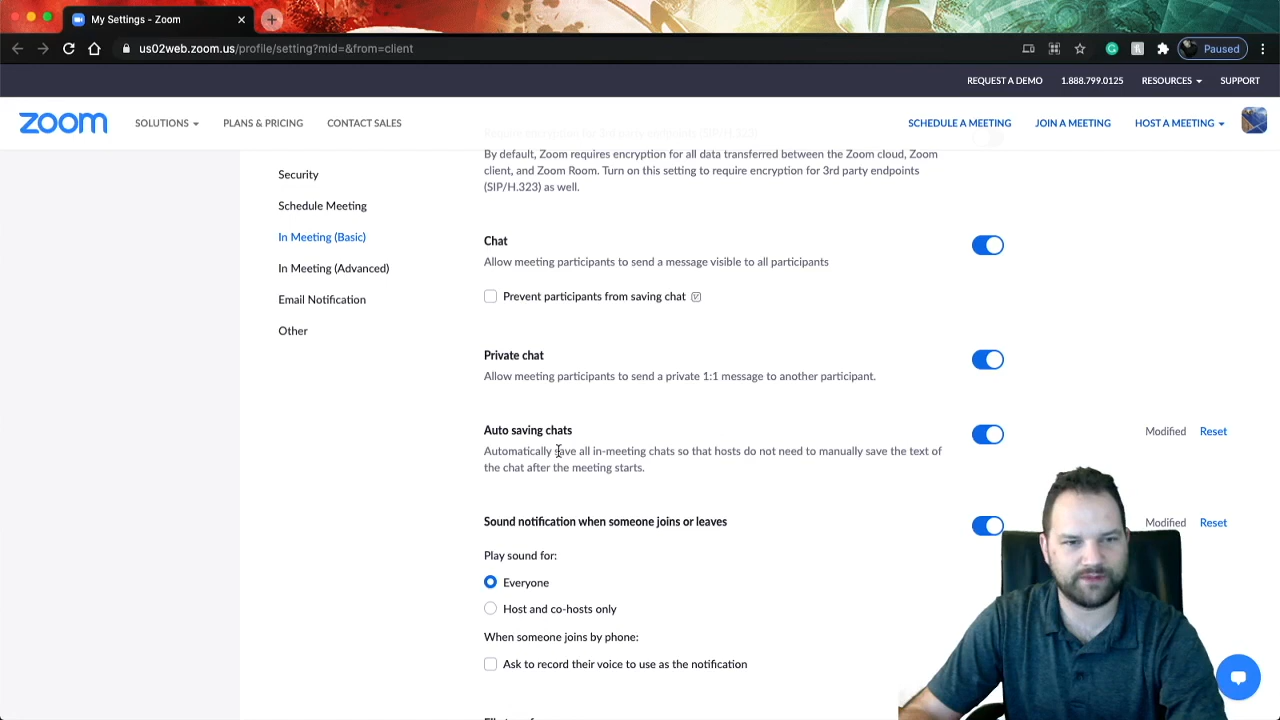 My Settings - Zoom
us02web.zoom.us/profile/setting?mid=&from=client
Paused
REQUEST A DEMO
1.888.799.0125
RESOURCES
SUPPORT
zoom
SOLUTIONS
PLANS & PRICING
CONTACT SALES
SCHEDULE A MEETING
JOIN A MEETING
HOST A MEETING
Require encryption for 3rd party endpoints (SIP/H.323)
By default, Zoom requires encryption for all data transferred between the Zoom cloud, Zoom
client, and Zoom Room. Turn on this setting to require encryption for 3rd party endpoints
(SIP/H.323) as well.
Security
Schedule Meeting
In Meeting (Basic)
In Meeting (Advanced)
Email Notification
Other
Chat
Allow meeting participants to send a message visible to all participants
Prevent participants from saving chat
Private chat
Allow meeting participants to send a private 1:1 message to another participant.
Auto saving chats
Modified
Reset
Automatically save all in-meeting chats so that hosts do not need to manually save the text of
the chat after the meeting starts.
Sound notification when someone joins or leaves
Modified
Reset
Play sound for:
Everyone
Host and co-hosts only
When someone joins by phone:
Ask to record their voice to use as the notification